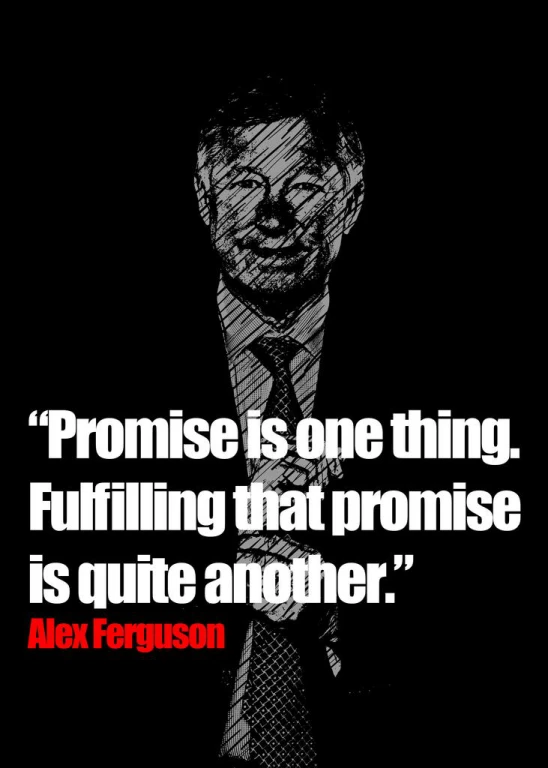 “Promise is one thing.
Fulfilling that promise
is quite another.”
Alex Ferguson